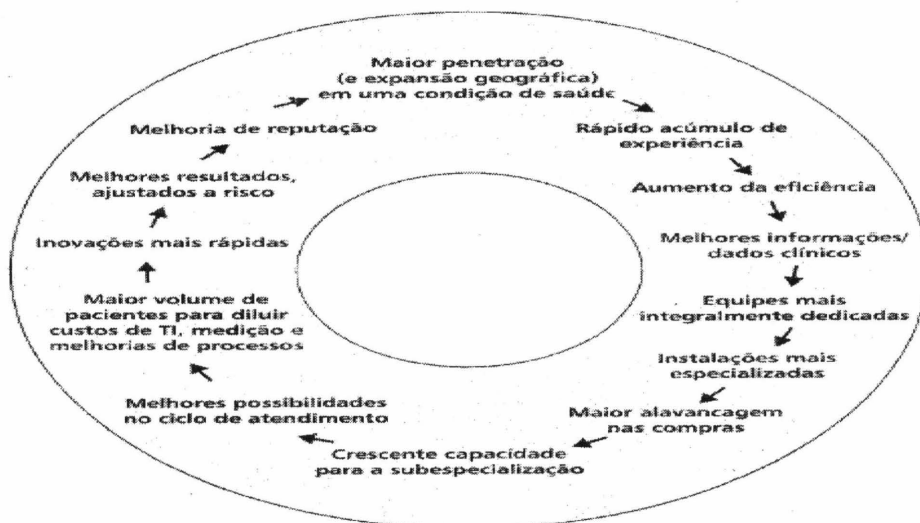 Maior penetração
(e expansão geográfica)
em uma condição de saúde
Rápido acúmulo de
experiência
Aumento da eficiência
Melhores informações/
dados clínicos
Equipes mais
integralmente dedicadas
Instalações mais
especializadas
Maior alavancagem
nas compras
Crescente capacidade
para a subespecialização
Melhores possibilidades
no ciclo de atendimento
Maior volume de
pacientes para diluir
custos de TI, medição e
melhorias de processos
Inovações mais rápidas
Melhores resultados,
ajustados a risco
Melhoria de reputação